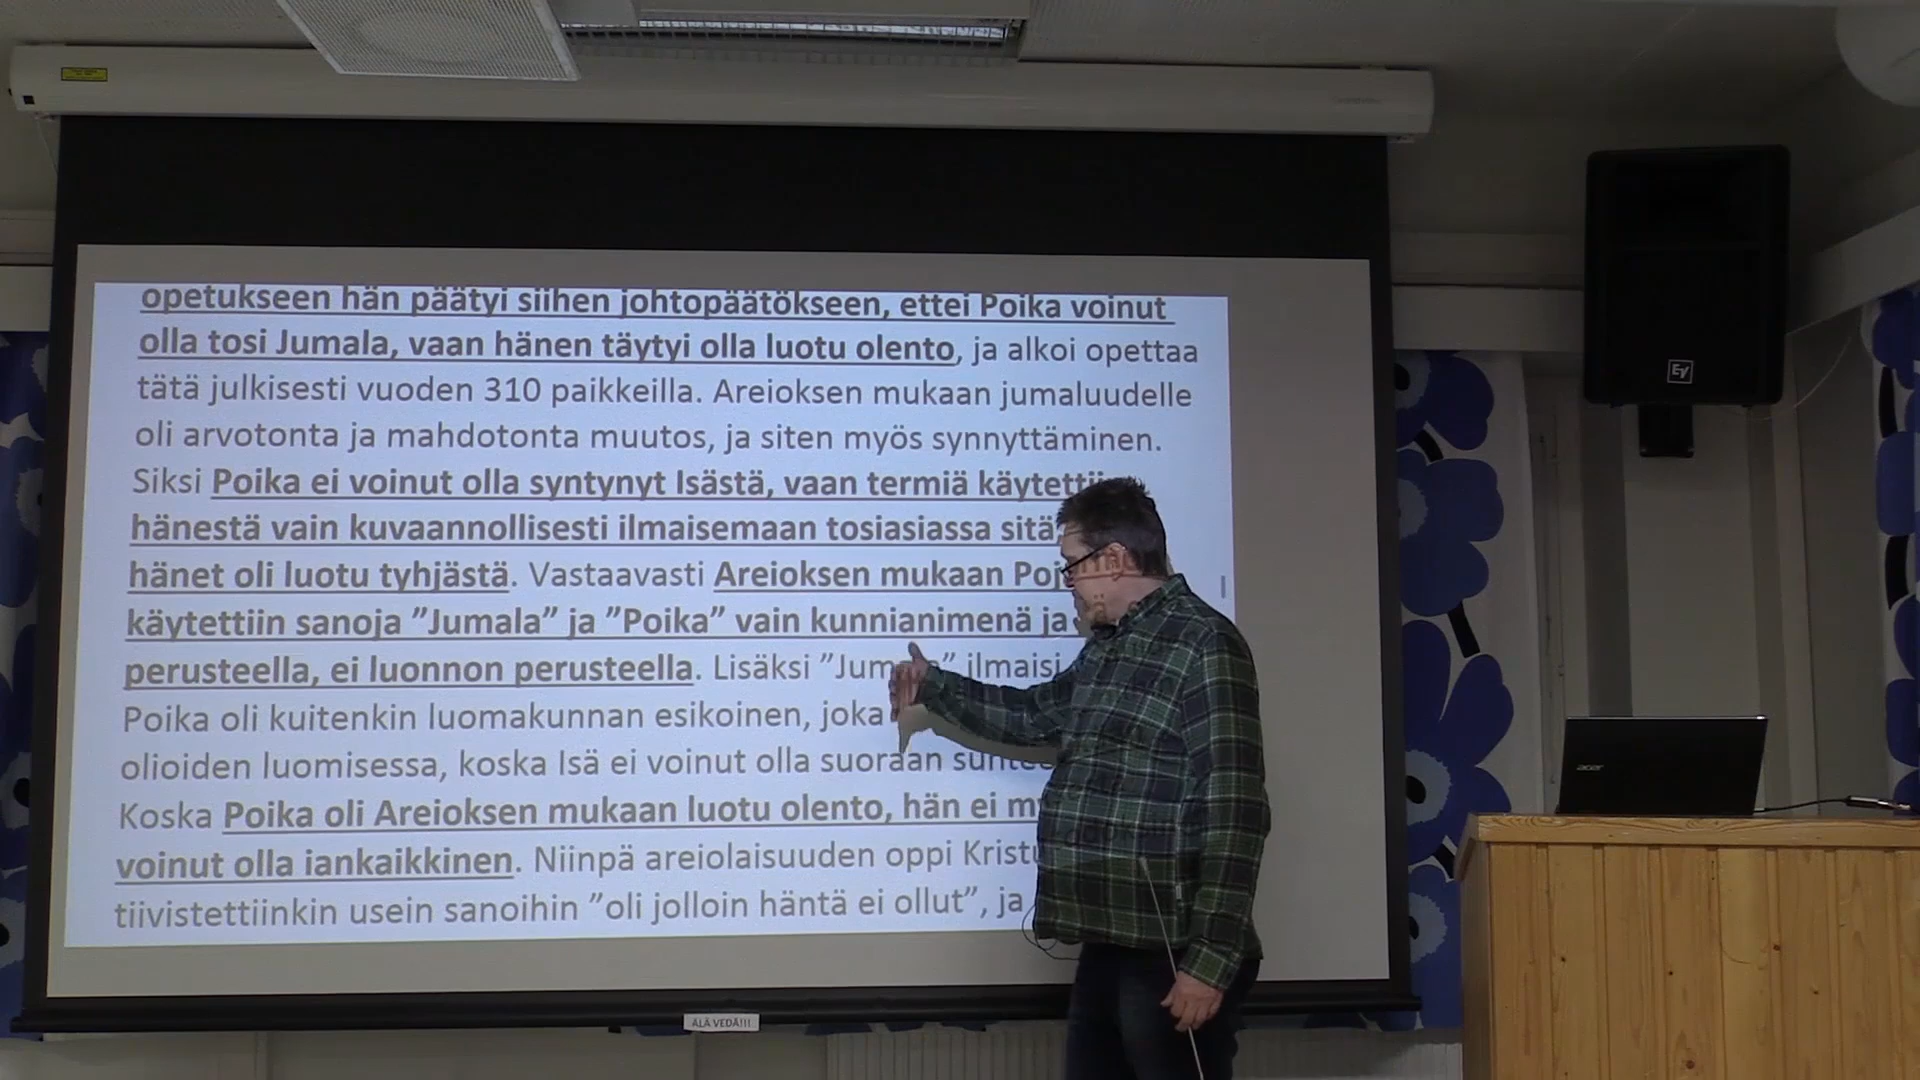 opetukseen hän päätyi siihen johtopäätökseen, ettei Poika voinut
olla tosi Jumala, vaan hänen täytyi olla luotu olento, ja alkoi opettaa
tätä julkisesti vuoden 310 paikkeilla. Areioksen mukaan jumaluudelle
oli arvotonta ja mahdotonta muutos, ja siten myös synnyttäminen.
Siksi Poika ei voinut olla syntynyt Isästä, vaan termiä
hänestä vain kuvaannollisesti ilmaisemaan tosiasiassa sitä
hänet oli luotu tyhjästä. Vastaavasti Areioksen mukaan
käytettiin sanoja ”Jumala” ja ”Poika” vain kunnianimenä ja
perusteella, ei luonnon perusteella. Lisäksi ilmaisi
Poika oli kuitenkin luomakunnan esikoinen, joka
olioiden luomisessa, koska Isä ei voinut olla suoraan
Koska Poika oli Areioksen mukaan luotu olento, hän ei
voinut olla iankaikkinen. Niinpä areiolaisuuden oppi
tiivistettiinkin usein sanoihin ”oli jolloin häntä ei ollut”, ja
EV
acer
ÄLÄ VEDÄ!!!